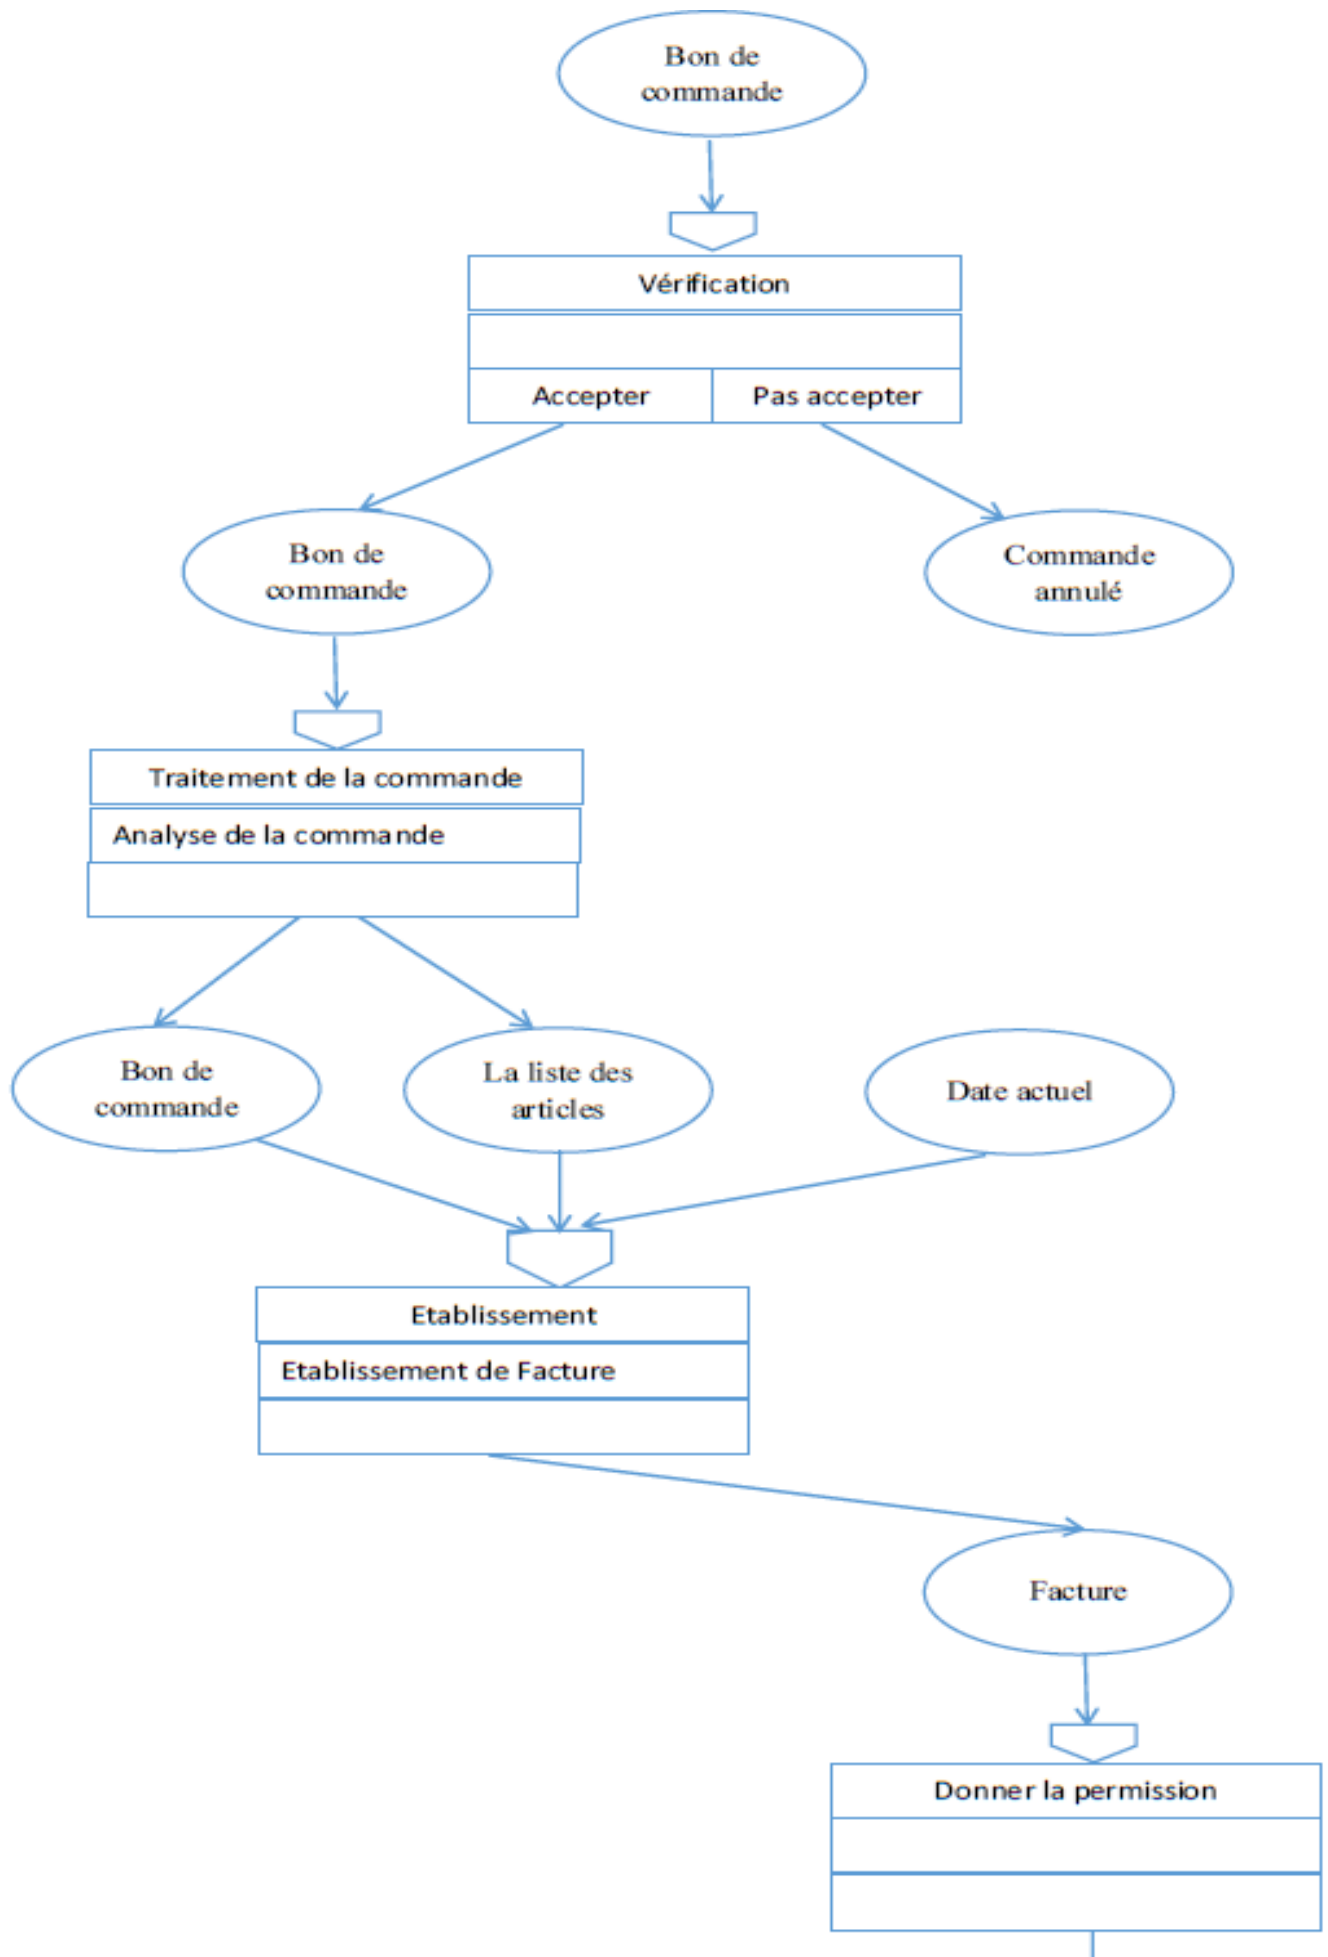 Bon de
commande
Vérification
Accepter
Pas accepter
Bon de
commande
Commande
annulé
Traitement de la commande
Analyse de la commande
Bon de
commande
La liste des
articles
Date actuel
Etablissement
Etablissement de Facture
Facture
Donner la permission